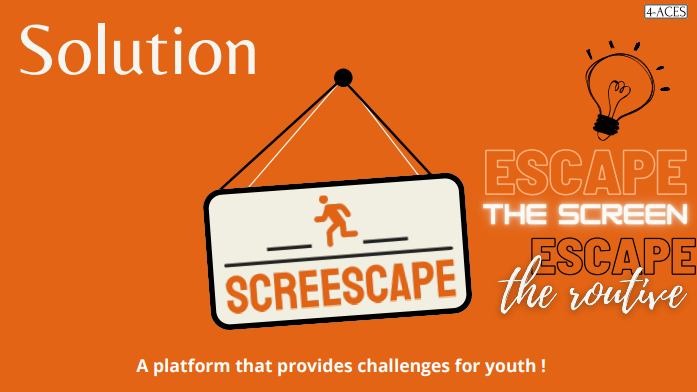 4-ACES
Solution
ESCAPE
THE SCREEN
ESCAPE
the routive
SCREESCAPE
A platform that provides challenges for youth !